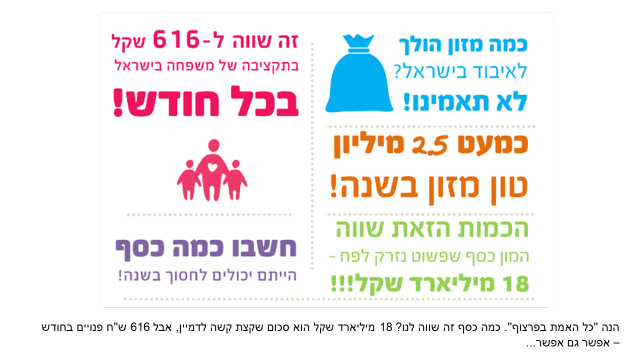 כמה מזון הולך
לאיבוד בישראל?
לא תאמינו!
כמעט 2.5 מיליון
טון מזון בשנה!
הכמות הזאת שווה
המון כסף שפשוט נזרק לפח -
18 מיליארד שקל!!!
זה שווה ל-616 שקל
בתקציבה של משפחה בישראל
בכל חודש!
חשבו כמה כסף
הייתם יכולים לחסוך בשנה!
הנה "כל האמת בפרצוף". כמה כסף זה שווה לנו? 18 מיליארד שקל הוא סכום שקצת קשה לדמיין, אבל 616 ש"ח פנויים בחודש
– אפשר גם אפשר...